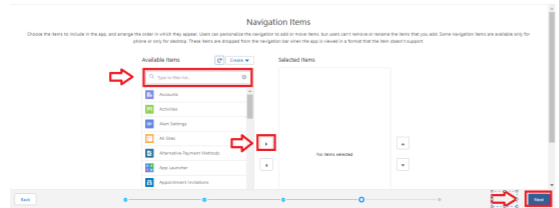 Navigation Items
Choose the items to include in the app, and arrange the order in which they appear. Users can personalize the navigation to add or move items, but users can't remove or rename the items that you add. Some navigation items are available only for
phone or only for desktop. These items are dropped from the navigation bar when the app is viewed in a format that the item doesn't support.
Available Items
Create
Selected Items
Type to filter list...
Accounts
Activities
Alert Settings
All Sites
Alternative Payment Methods
App Launcher
Appointment Invitations
No items selected
Back
Next